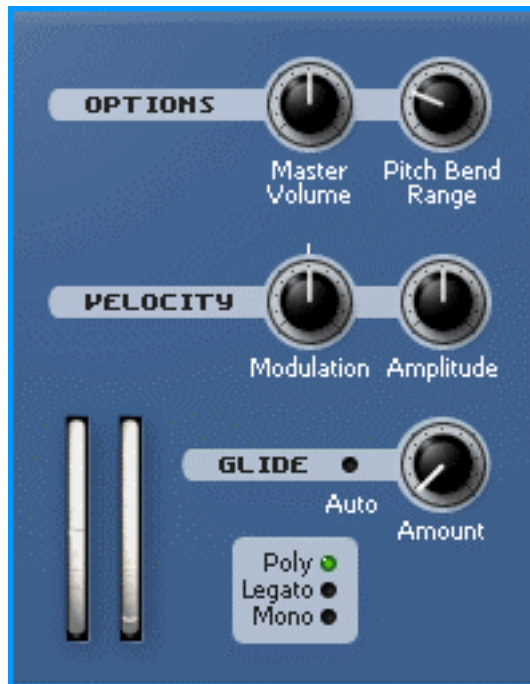 OPTIONS
Master Volume
Pitch Bend Range
VELOCITY
Modulation
Amplitude
GLIDE
Auto
Amount
Poly
Legato
Mono